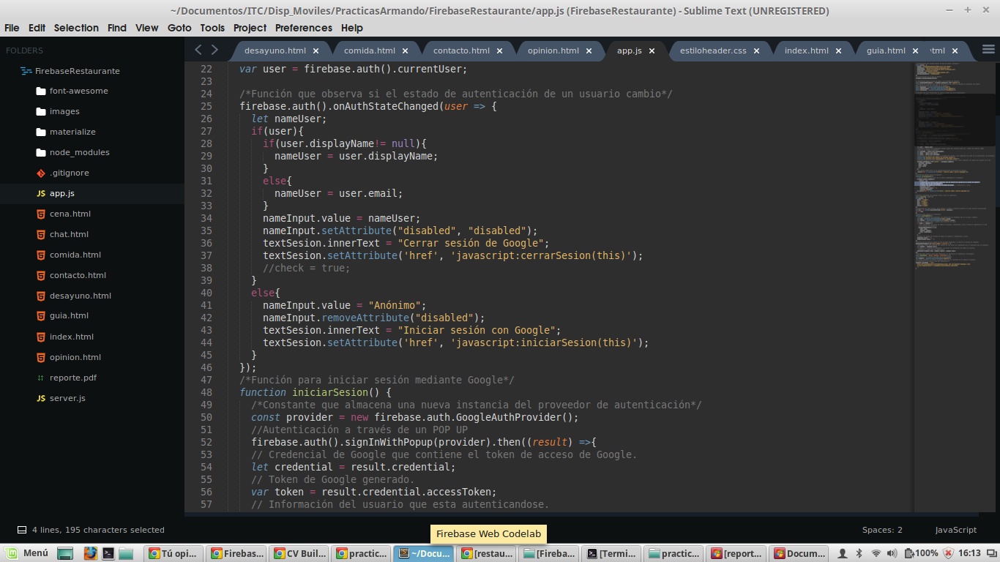 ~/Documentos/ITC/Disp_Moviles/PracticasArmando/FirebaseRestaurante/app.js (FirebaseRestaurante) - Sublime Text (UNREGISTERED)
File Edit Selection Find View Goto Tools Project Preferences Help
FOLDERS
FirebaseRestaurante
font-awesome
images
materialize
node_modules
.gitignore
JS app.js
cena.html
chat.html
comida.html
contacto.html
desayuno.html
guia.html
index.html
opinion.html
reporte.pdf
JS server.js
desayuno.html comida.html contacto.html opinion.html app.js estiloheader.css index.html guia.html :ml
22 var user = firebase.auth().currentUser;
23
24 /*Función que observa si el estado de autenticación de un usuario cambio*/
25 firebase.auth().onAuthStateChanged(user => {
26 let nameUser;
27 if(user){
28 if(user.displayName!= null){
29 nameUser = user.displayName;
30 }
31 else{
32 nameUser = user.email;
33 }
34 nameInput.value = nameUser;
35 nameInput.setAttribute("disabled", "disabled");
36 textSesion.innerText = "Cerrar sesión de Google";
37 textSesion.setAttribute('href', 'javascript:cerrarSesion(this)');
38 //check = true;
39 }
40 else{
41 nameInput.value = "Anónimo";
42 nameInput.removeAttribute("disabled");
43 textSesion.innerText = "Iniciar sesión con Google";
44 textSesion.setAttribute('href', 'javascript:iniciarSesion(this)');
45 }
46 });
47 /*Función para iniciar sesión mediante Google*/
48 function iniciarSesion() {
49 /*Constante que almacena una nueva instancia del proveedor de autenticación*/
50 const provider = new firebase.auth.GoogleAuthProvider();
51 //Autenticación a través de un POP UP
52 firebase.auth().signInWithPopup(provider).then((result) =>{
53 // Credencial de Google que contiene el token de acceso de Google.
54 let credential = result.credential;
55 // Token de Google generado.
56 var token = result.credential.accessToken;
57 // Información del usuario que esta autenticandose.
4 lines, 195 characters selected
Spaces: 2
JavaScript
Firebase Web Codelab
Menú
Tú opi...
Firebas...
CV Buil...
practic...
~/Docu...
[restau...
[Fireba...
[Termi...
practic...
[report...
Docum...
100%
16:13